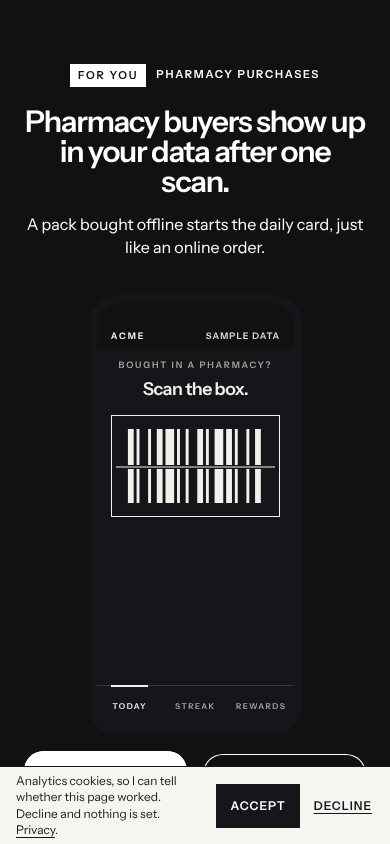 FOR YOU PHARMACY PURCHASES
Pharmacy buyers show up
in your data after one
scan.
A pack bought offline starts the daily card, just
like an online order.
ACME SAMPLE DATA
BOUGHT IN A PHARMACY?
Scan the box.
TODAY STREAK REWARDS
Analytics cookies, so I can tell
whether this page worked.
Decline and nothing is set.
Privacy.
ACCEPT DECLINE